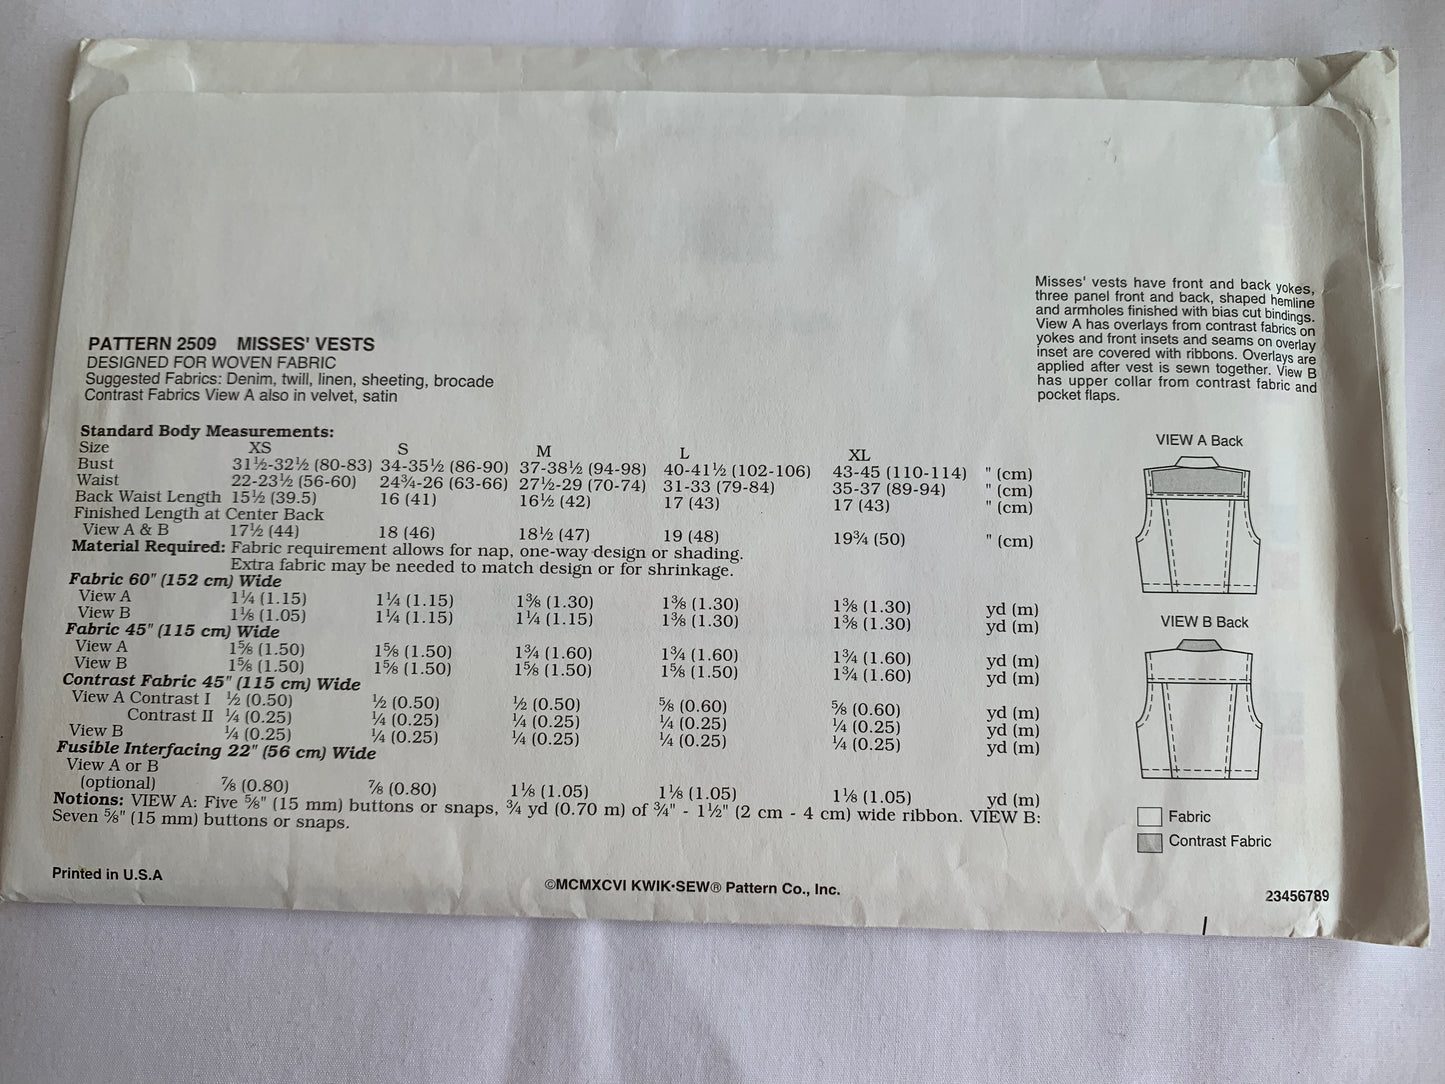 Misses' vests have front and back yokes,
three panel front and back, shaped hemline
and armholes finished with bias cut bindings.
View A has overlays from contrast fabrics on
yokes and front insets and seams on overlay
inset are covered with ribbons. Overlays are
applied after vest is sewn together. View B
has upper collar from contrast fabric and
pocket flaps.
PATTERN 2509 MISSES' VESTS
DESIGNED FOR WOVEN FABRIC
Suggested Fabrics: Denim, twill, linen, sheeting, brocade
Contrast Fabrics View A also in velvet, satin
Standard Body Measurements:
Size XS S M L XL
Bust 31½-32½ (80-83) 34-35½ (86-90) 37-38½ (94-98) 40-41½ (102-106) 43-45 (110-114) " (cm)
Waist 22-23½ (56-60) 24¾-26 (63-66) 27½-29 (70-74) 31-33 (79-84) 35-37 (89-94) " (cm)
Back Waist Length 15½ (39.5) 16 (41) 16½ (42) 17 (43) 17 (43) " (cm)
Finished Length at Center Back
View A & B 17½ (44) 18 (46) 18½ (47) 19 (48) 19¾ (50) " (cm)
Material Required: Fabric requirement allows for nap, one-way design or shading.
Extra fabric may be needed to match design or for shrinkage.
Fabric 60" (152 cm) Wide
View A 1¼ (1.15) 1¼ (1.15) 1⅜ (1.30) 1⅜ (1.30) 1⅜ (1.30) yd (m)
View B 1⅛ (1.05) 1¼ (1.15) 1¼ (1.15) 1⅜ (1.30) 1⅜ (1.30) yd (m)
Fabric 45" (115 cm) Wide
View A 1⅝ (1.50) 1⅝ (1.50) 1¾ (1.60) 1¾ (1.60) 1¾ (1.60) yd (m)
View B 1⅝ (1.50) 1⅝ (1.50) 1⅝ (1.50) 1⅝ (1.50) 1¾ (1.60) yd (m)
Contrast Fabric 45" (115 cm) Wide
View A Contrast I ½ (0.50) ½ (0.50) ½ (0.50) ⅝ (0.60) ⅝ (0.60) yd (m)
Contrast II ¼ (0.25) ¼ (0.25) ¼ (0.25) ¼ (0.25) ¼ (0.25) yd (m)
View B ¼ (0.25) ¼ (0.25) ¼ (0.25) ¼ (0.25) ¼ (0.25) yd (m)
Fusible Interfacing 22" (56 cm) Wide
View A or B
(optional) ⅞ (0.80) ⅞ (0.80) 1⅛ (1.05) 1⅛ (1.05) 1⅛ (1.05) yd (m)
Notions: VIEW A: Five ⅝" (15 mm) buttons or snaps, ¾ yd (0.70 m) of ¾" - 1½" (2 cm - 4 cm) wide ribbon. VIEW B:
Seven ⅝" (15 mm) buttons or snaps.
VIEW A Back
VIEW B Back
Fabric
Contrast Fabric
Printed in U.S.A
©MCMXCVI KWIK•SEW® Pattern Co., Inc.
23456789